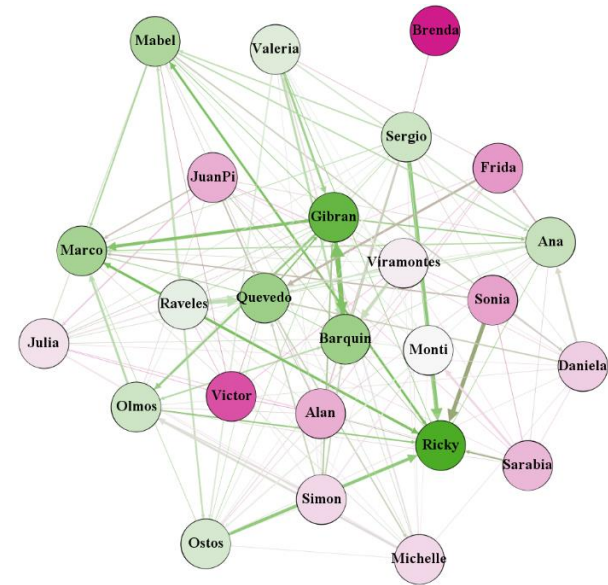 Brenda
Mabel
Valeria
Sergio
Frida
JuanPi
Gibran
Ana
Marco
Viramontes
Raveles
Quevedo
Sonia
Barquin
Julia
Monti
Daniela
Victor
Olmos
Alan
Ricky
Sarabia
Simon
Ostos
Michelle